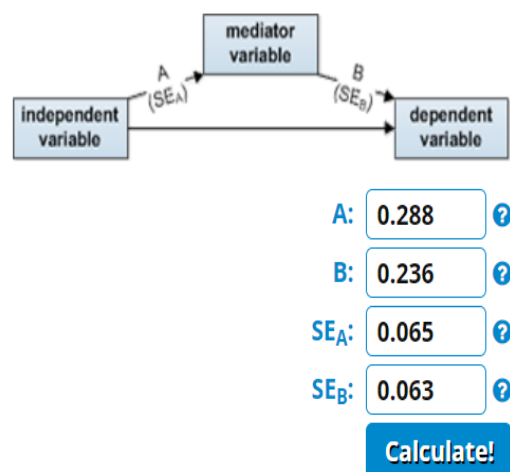 mediator
variable
A
(SEA)
B
(SEB)
independent
variable
dependent
variable
A: 0.288 ?
B: 0.236 ?
SEA: 0.065 ?
SEB: 0.063 ?
Calculate!